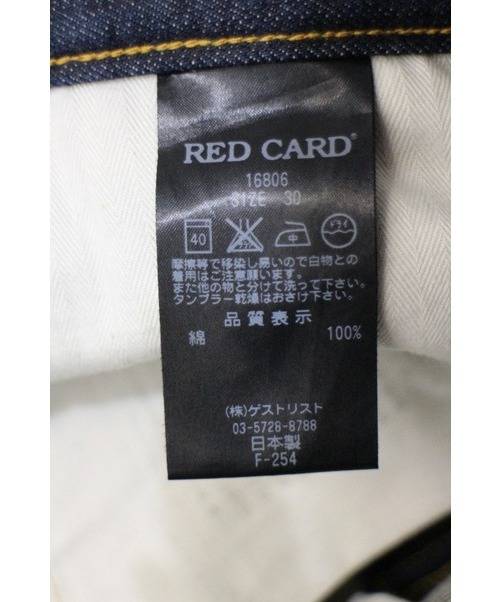 RED CARD®
16806
SIZE 30
40 中 ドライ
摩擦等で移染し易いので白物との
着用はご注意願います。
また他の物と分けて洗って下さい。
タンブラー乾燥はおさけ下さい。
品質表示
綿 100%
(株)ゲストリスト
03-5728-8788
日本製
F-254